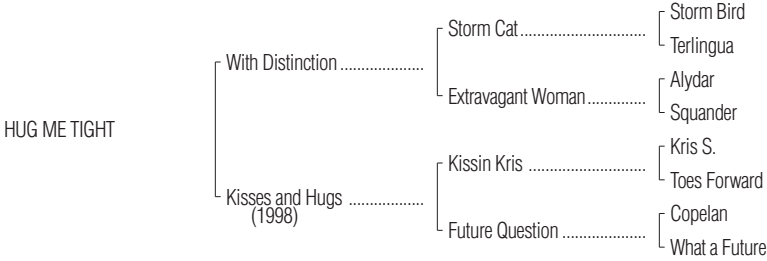 HUG ME TIGHT
With Distinction ....................
Kisses and Hugs ..................
(1998)
Storm Cat..............................
Extravagant Woman..............
Kissin Kris ............................
Future Question ....................
Storm Bird
Terlingua
Alydar
Squander
Kris S.
Toes Forward
Copelan
What a Future